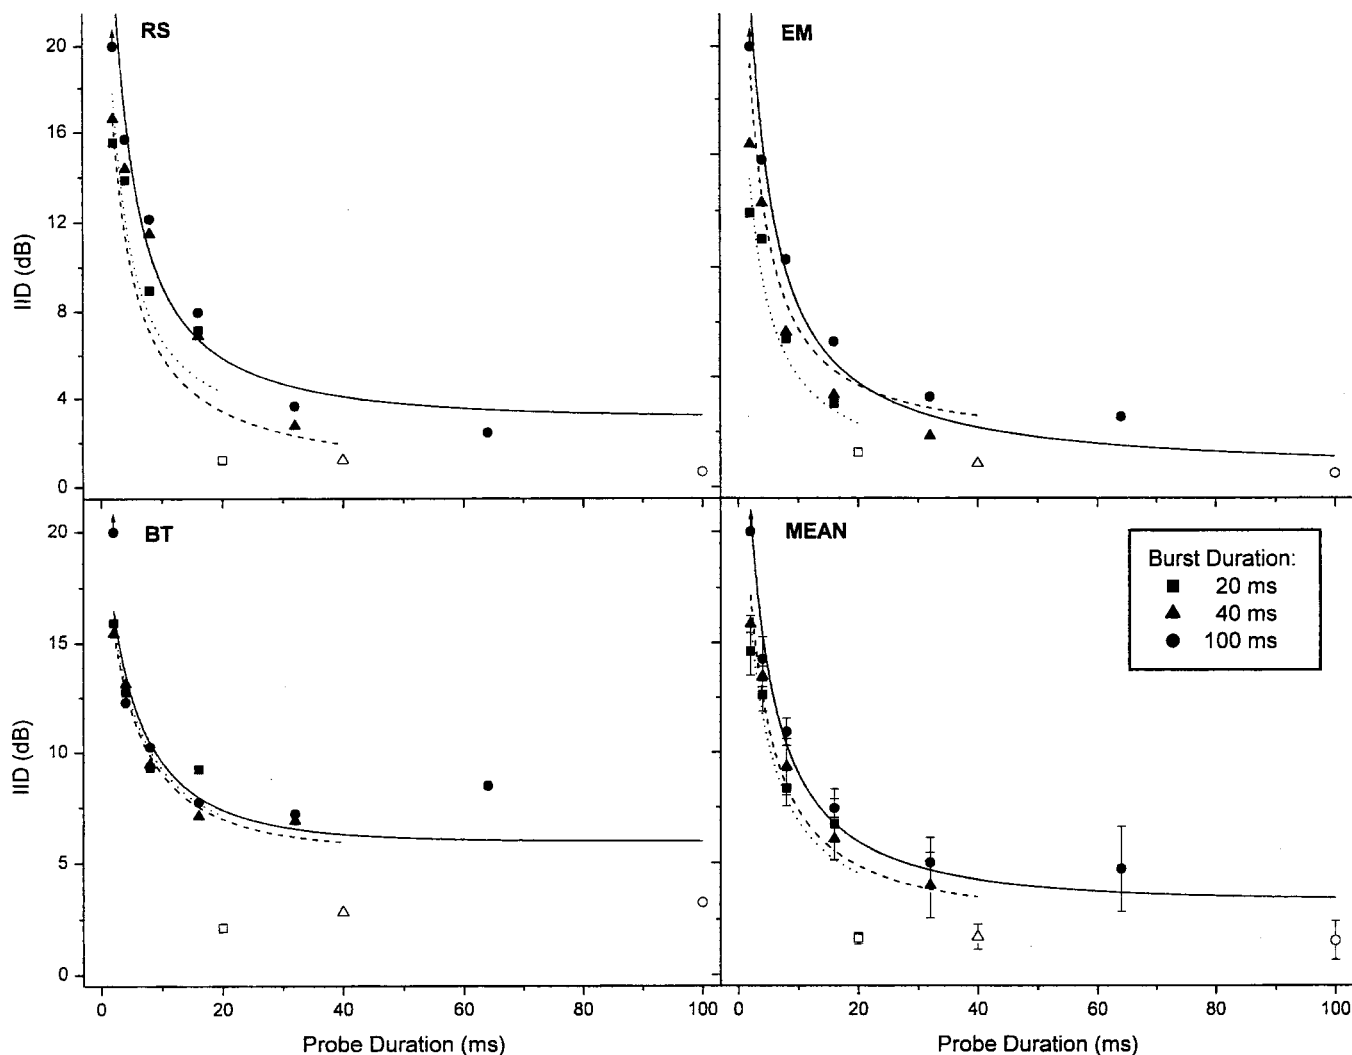 RS
EM
20
16
12
8
4
0
IID (dB)
BT
MEAN
20
15
10
5
0
IID (dB)
Burst Duration:
20 ms
40 ms
100 ms
0 20 40 60 80 100
0 20 40 60 80 100
Probe Duration (ms)
Probe Duration (ms)